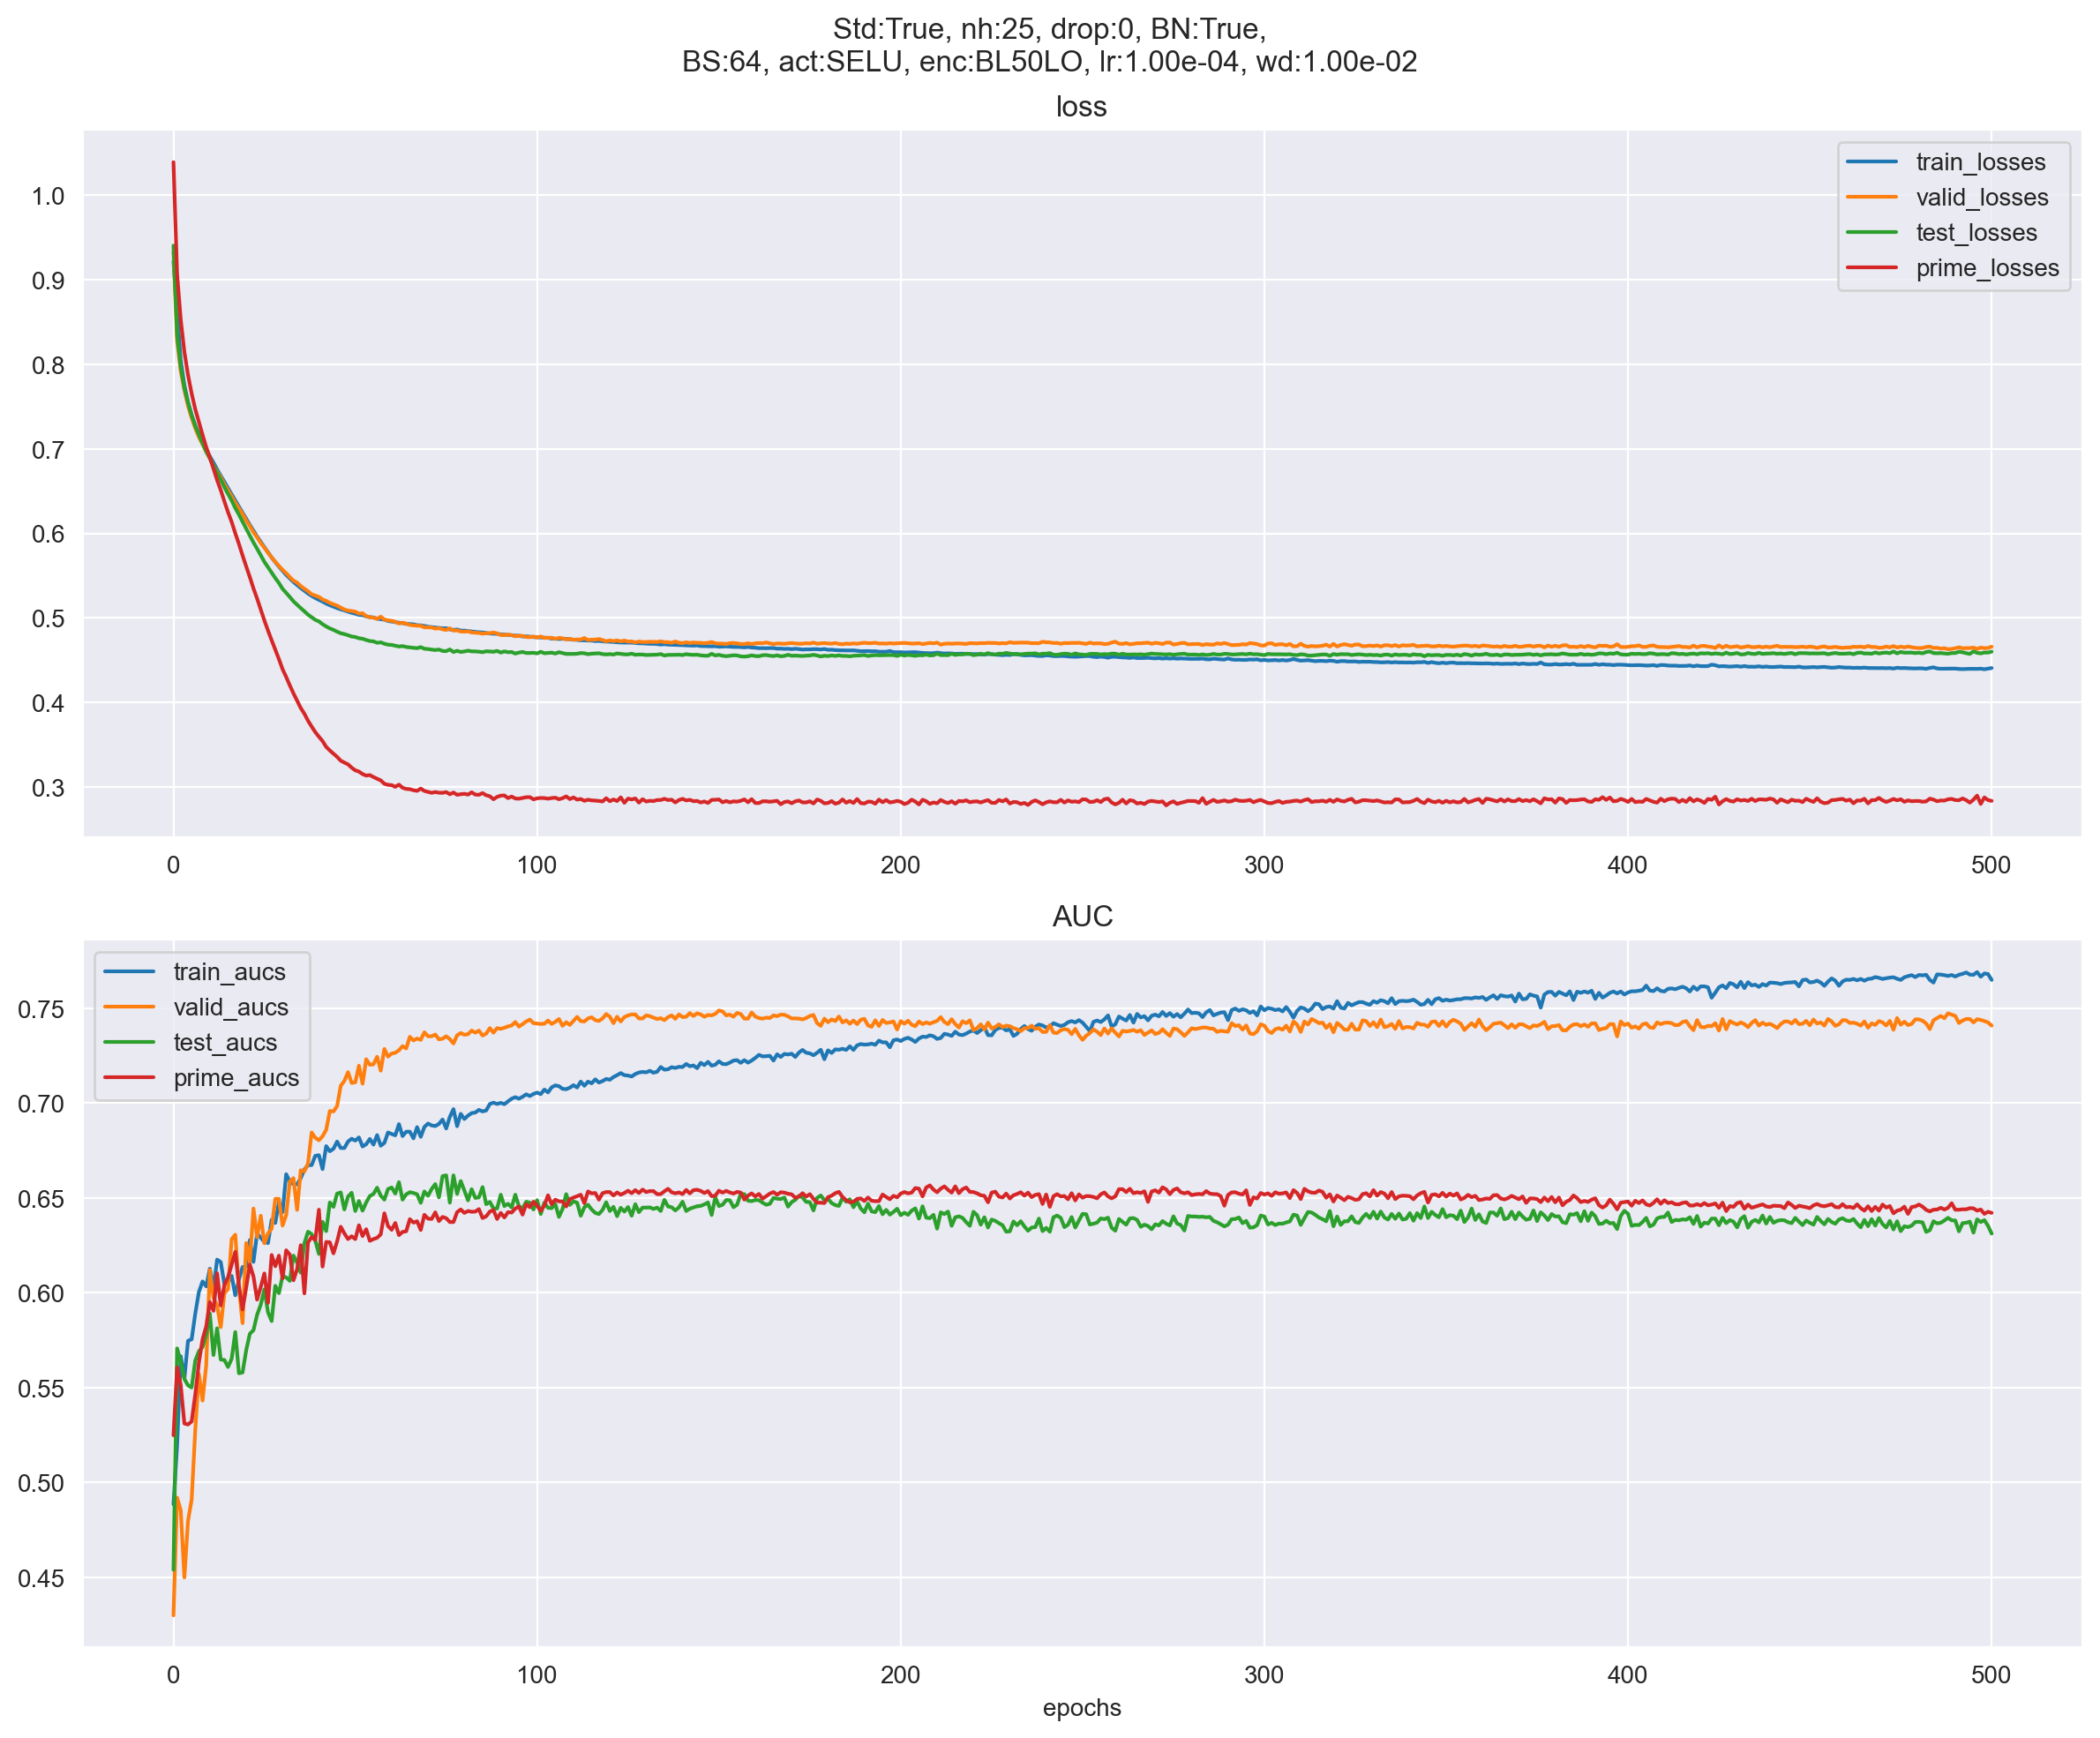 Std:True, nh:25, drop:0, BN:True,
BS:64, act:SELU, enc:BL50LO, lr:1.00e-04, wd:1.00e-02
loss
train_losses
valid_losses
test_losses
prime_losses
1.0
0.9
0.8
0.7
0.6
0.5
0.4
0.3
0 100 200 300 400 500
AUC
train_aucs
valid_aucs
test_aucs
prime_aucs
0.75
0.70
0.65
0.60
0.55
0.50
0.45
0 100 200 300 400 500
epochs